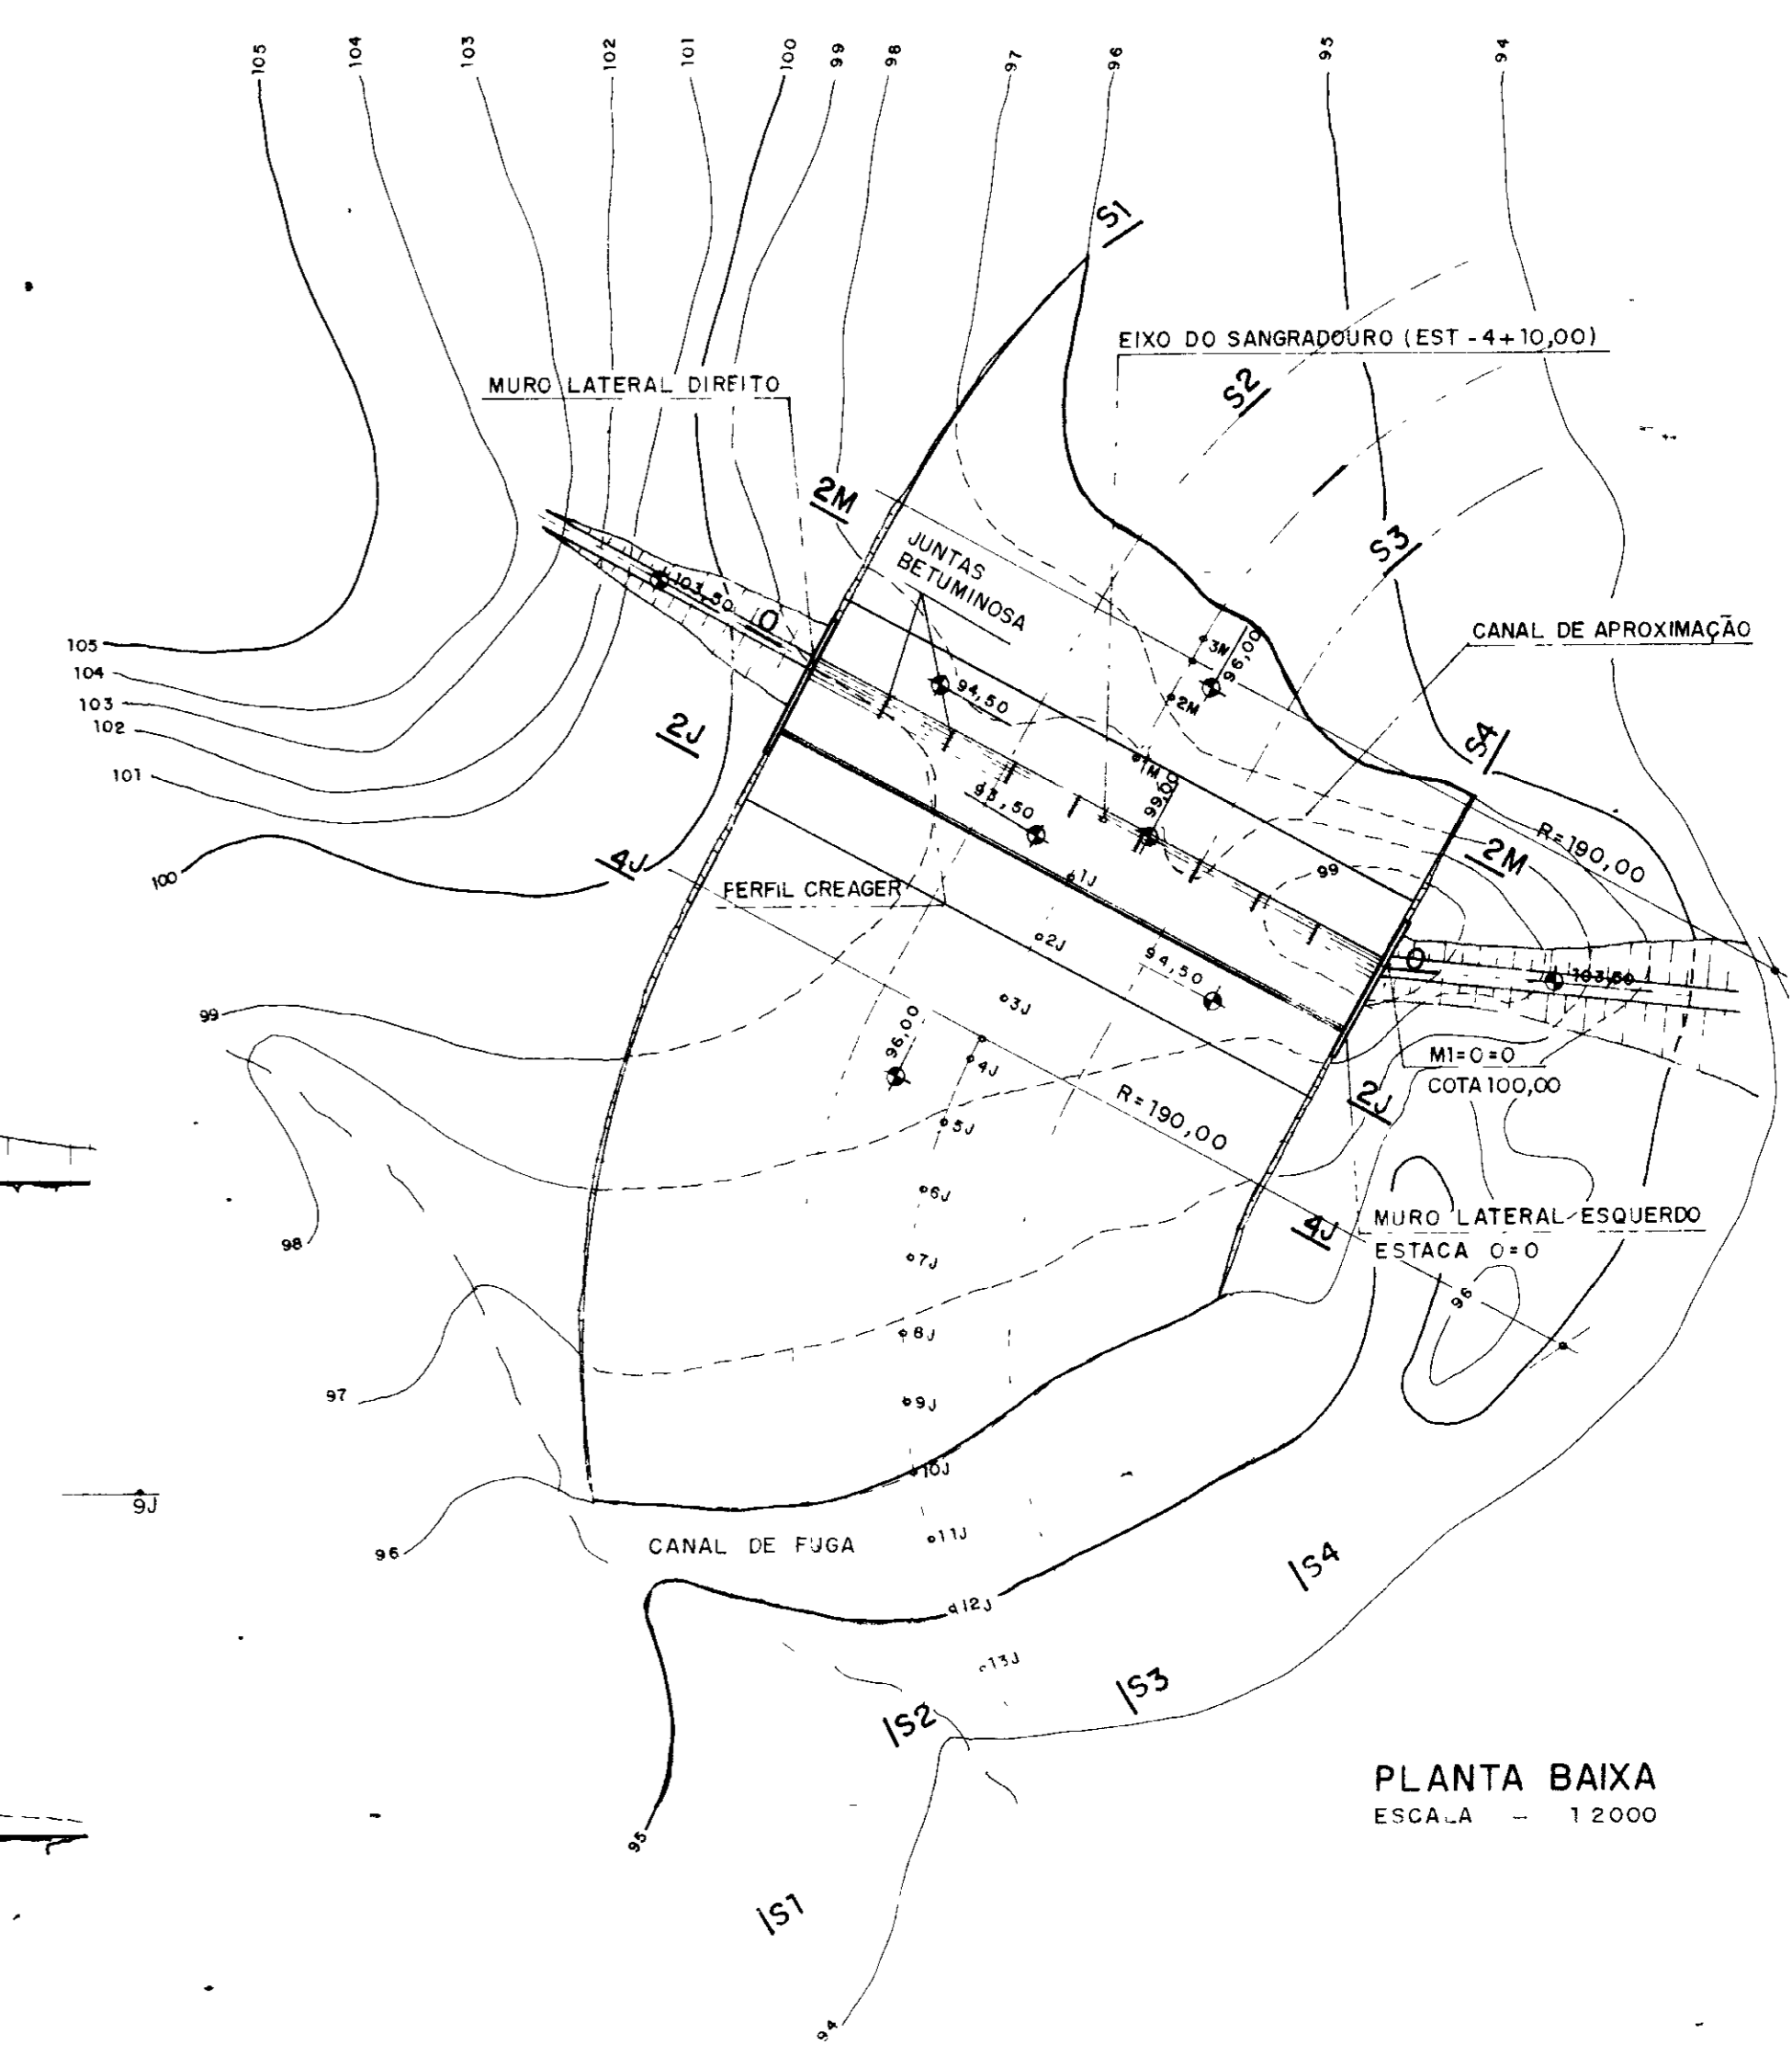 105
104
103
102
101
100
99
98
97
96
95
94
S1
EIXO DO SANGRADOURO (EST -4+10,00)
MURO LATERAL DIREITO
S2
2M
JUNTAS
BETUMINOSA
S3
103,50
0
3M
96,00
CANAL DE APROXIMAÇÃO
105
104
103
102
101
100
94,50
2M
2J
S4
1M
99,00
93,50
R=190,00
2M
99
4J
PERFIL CREAGER
1J
2J
94,50
0
103,50
3J
99
96,00
4J
M1=0=0
COTA 100,00
R=190,00
2J
5J
6J
98
7J
4J
MURO LATERAL ESQUERDO
ESTACA 0=0
96
8J
97
9J
10J
9J
96
CANAL DE FUGA
11J
S4
12J
13J
S3
S2
95
PLANTA BAIXA
ESCALA - 1 2000
S1
94